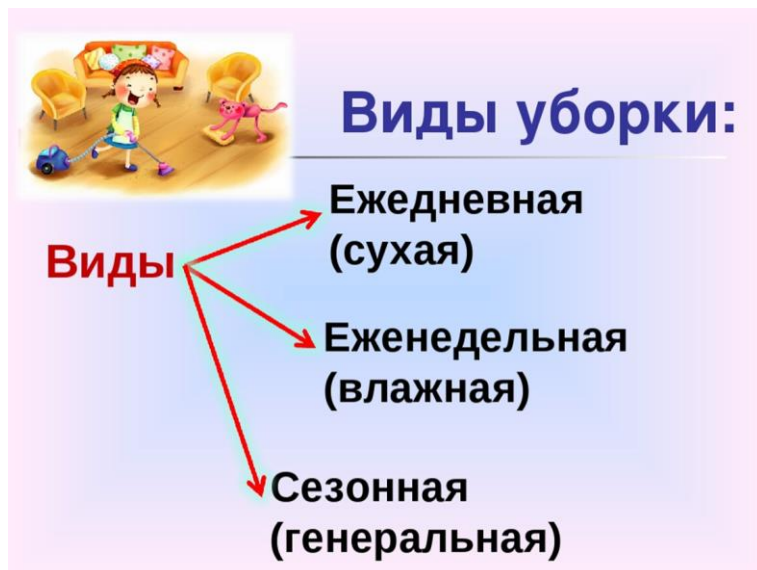 Виды уборки:
Виды
Ежедневная
(сухая)
Еженедельная
(влажная)
Сезонная
(генеральная)